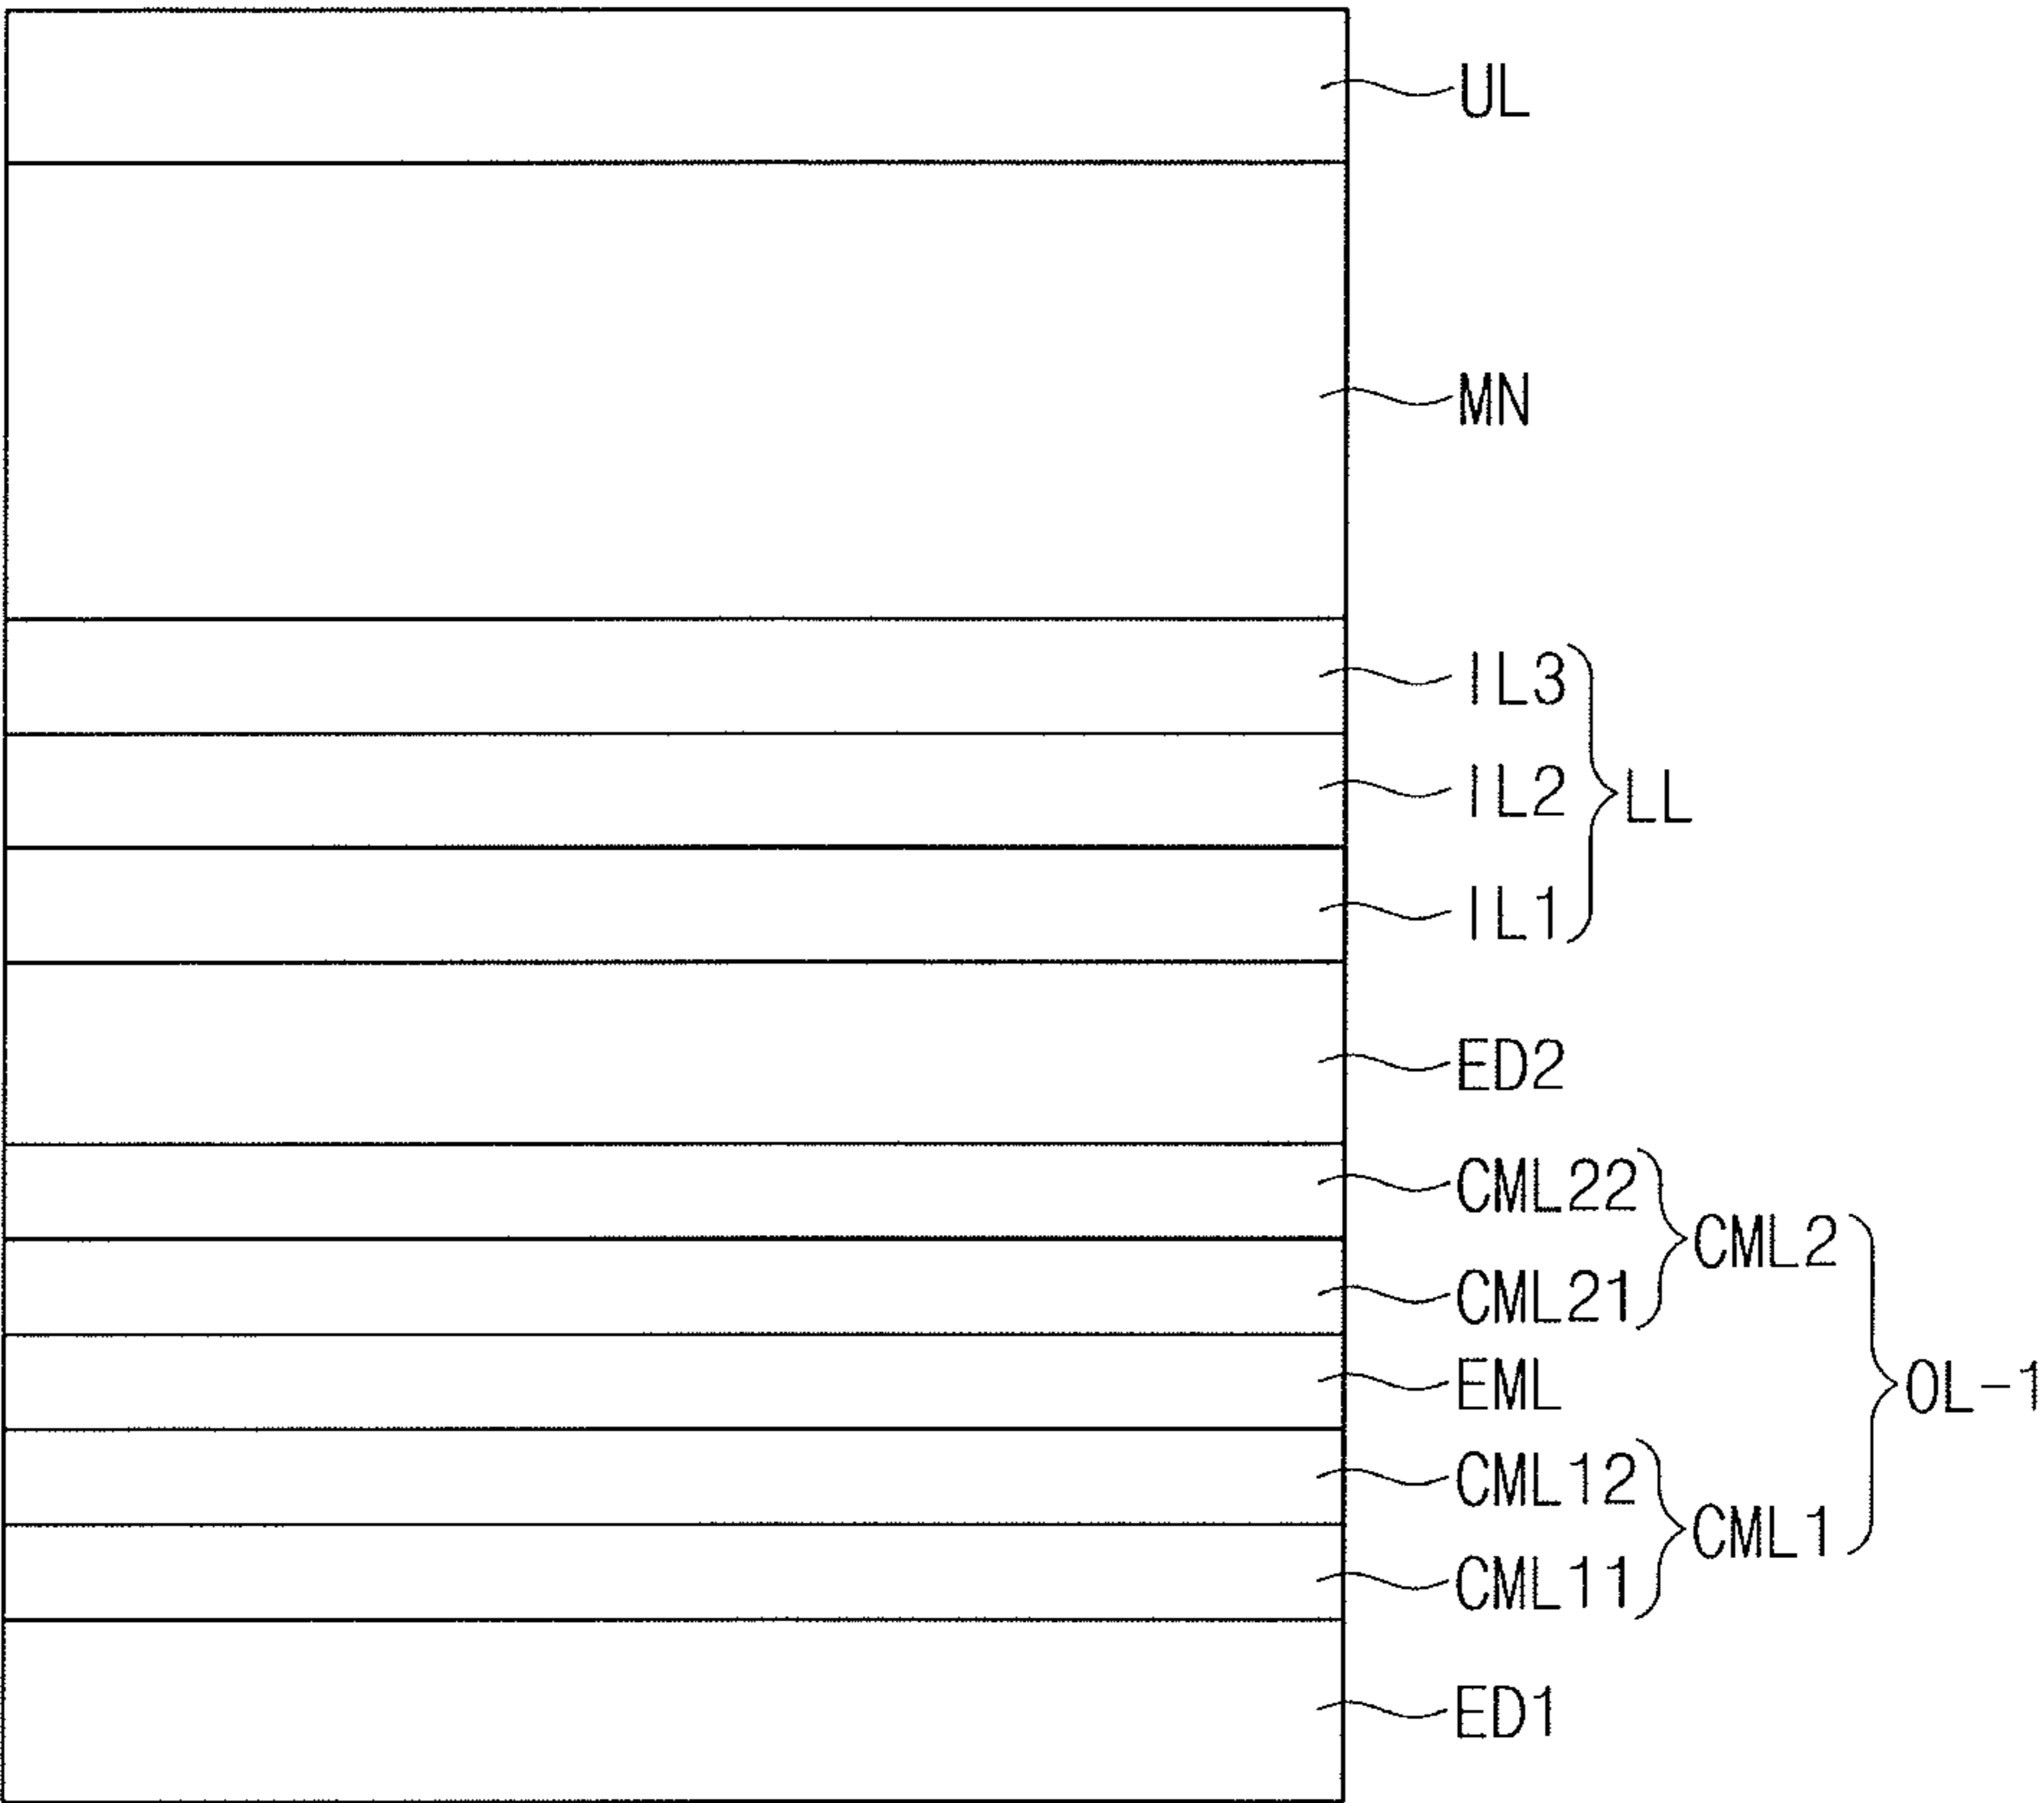 UL
MN
IL3
IL2
LL
IL1
ED2
CML22
CML2
CML21
EML
OL-1
CML12
CML1
CML11
ED1